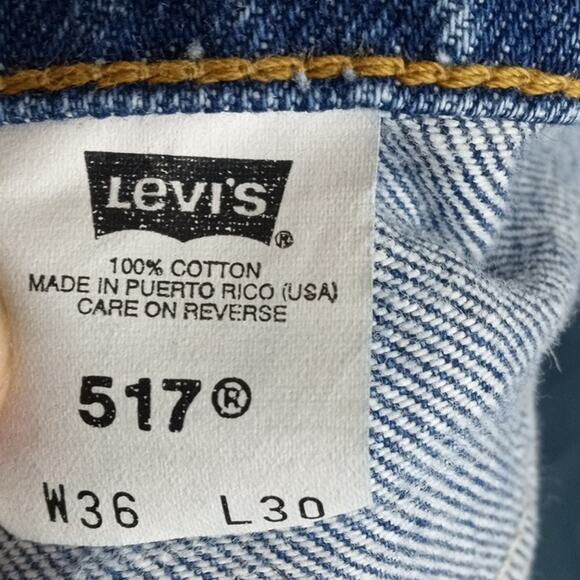 Levi's ®
100% COTTON
MADE IN PUERTO RICO (USA)
CARE ON REVERSE
517®
W36 L30